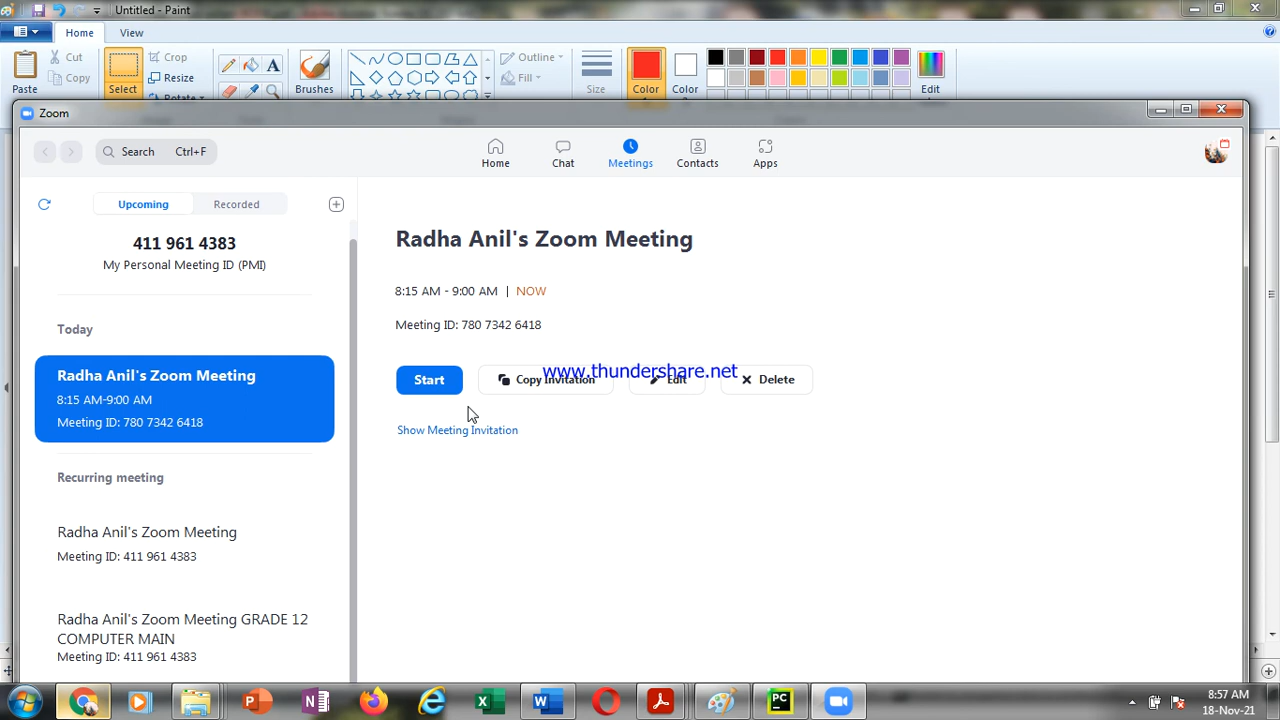 Untitled - Paint
Home
View
Paste
Cut
Copy
Select
Crop
Resize
Rotate
Brushes
Outline
Fill
Size
Color
Color
Edit
Zoom
Search Ctrl+F
Home
Chat
Meetings
Contacts
Apps
Upcoming
Recorded
411 961 4383
My Personal Meeting ID (PMI)
Today
Radha Anil's Zoom Meeting
8:15 AM-9:00 AM
Meeting ID: 780 7342 6418
Recurring meeting
Radha Anil's Zoom Meeting
Meeting ID: 411 961 4383
Radha Anil's Zoom Meeting GRADE 12
COMPUTER MAIN
Meeting ID: 411 961 4383
Radha Anil's Zoom Meeting
8:15 AM - 9:00 AM | NOW
Meeting ID: 780 7342 6418
www.thundershare.net
Start
Copy Invitation
Edit
Delete
Show Meeting Invitation
8:57 AM
18-Nov-21